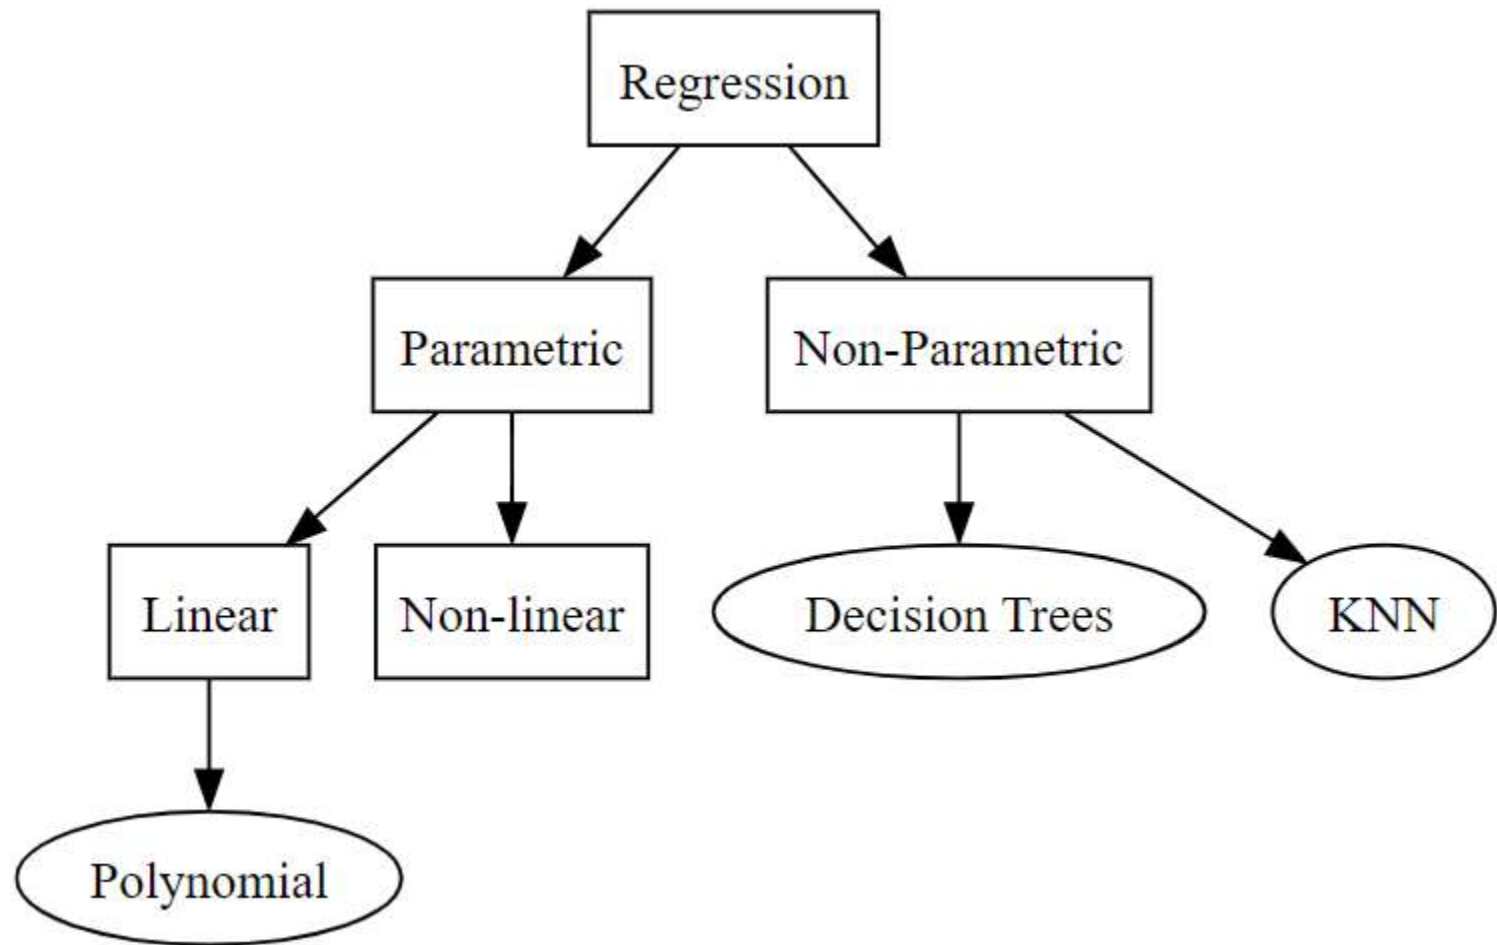 Regression
Parametric
Non-Parametric
Linear
Non-linear
Decision Trees
KNN
Polynomial